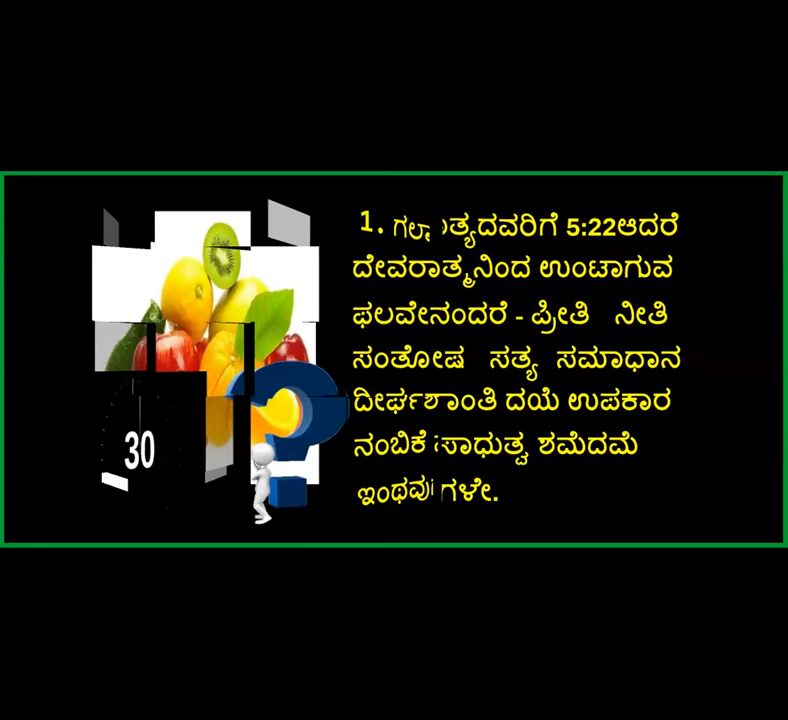 1. ಗಲಾತ್ಯದವರಿಗೆ 5:22ಆದರೆ
ದೇವರಾತ್ಮನಿಂದ ಉಂಟಾಗುವ
ಫಲವೇನಂದರೆ - ಪ್ರೀತಿ ನೀತಿ
ಸಂತೋಷ ಸತ್ಯ ಸಮಾಧಾನ
ದೀರ್ಘಶಾಂತಿ ದಯೆ ಉಪಕಾರ
ನಂಬಿಕೆ ಸಾಧುತ್ವ ಶಮೆದಮೆ
ಇಂಥವುಗಳೇ.
30